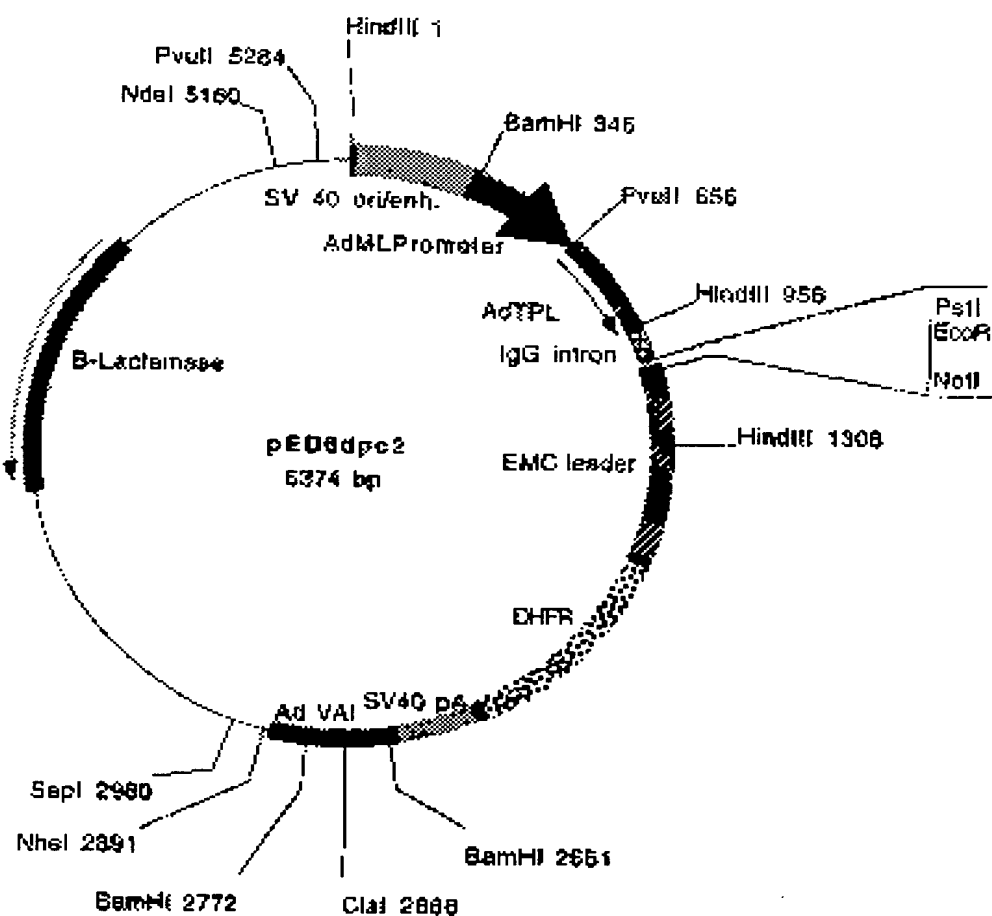 HindIII 1
PvuII 5284
NdeI 5160
BamHI 346
SV 40 ori/enh.
PvuII 656
AdMLPromoter
HindIII 956
AdTPL
PstI
EcoR
IgG intron
B-Lactamase
NotI
HindIII 1308
pED6dpc2
5374 bp
EMC leader
DHFR
SV40 pA
Ad VAI
SapI 2980
NheI 2891
BamHI
BamHI 2772
ClaI